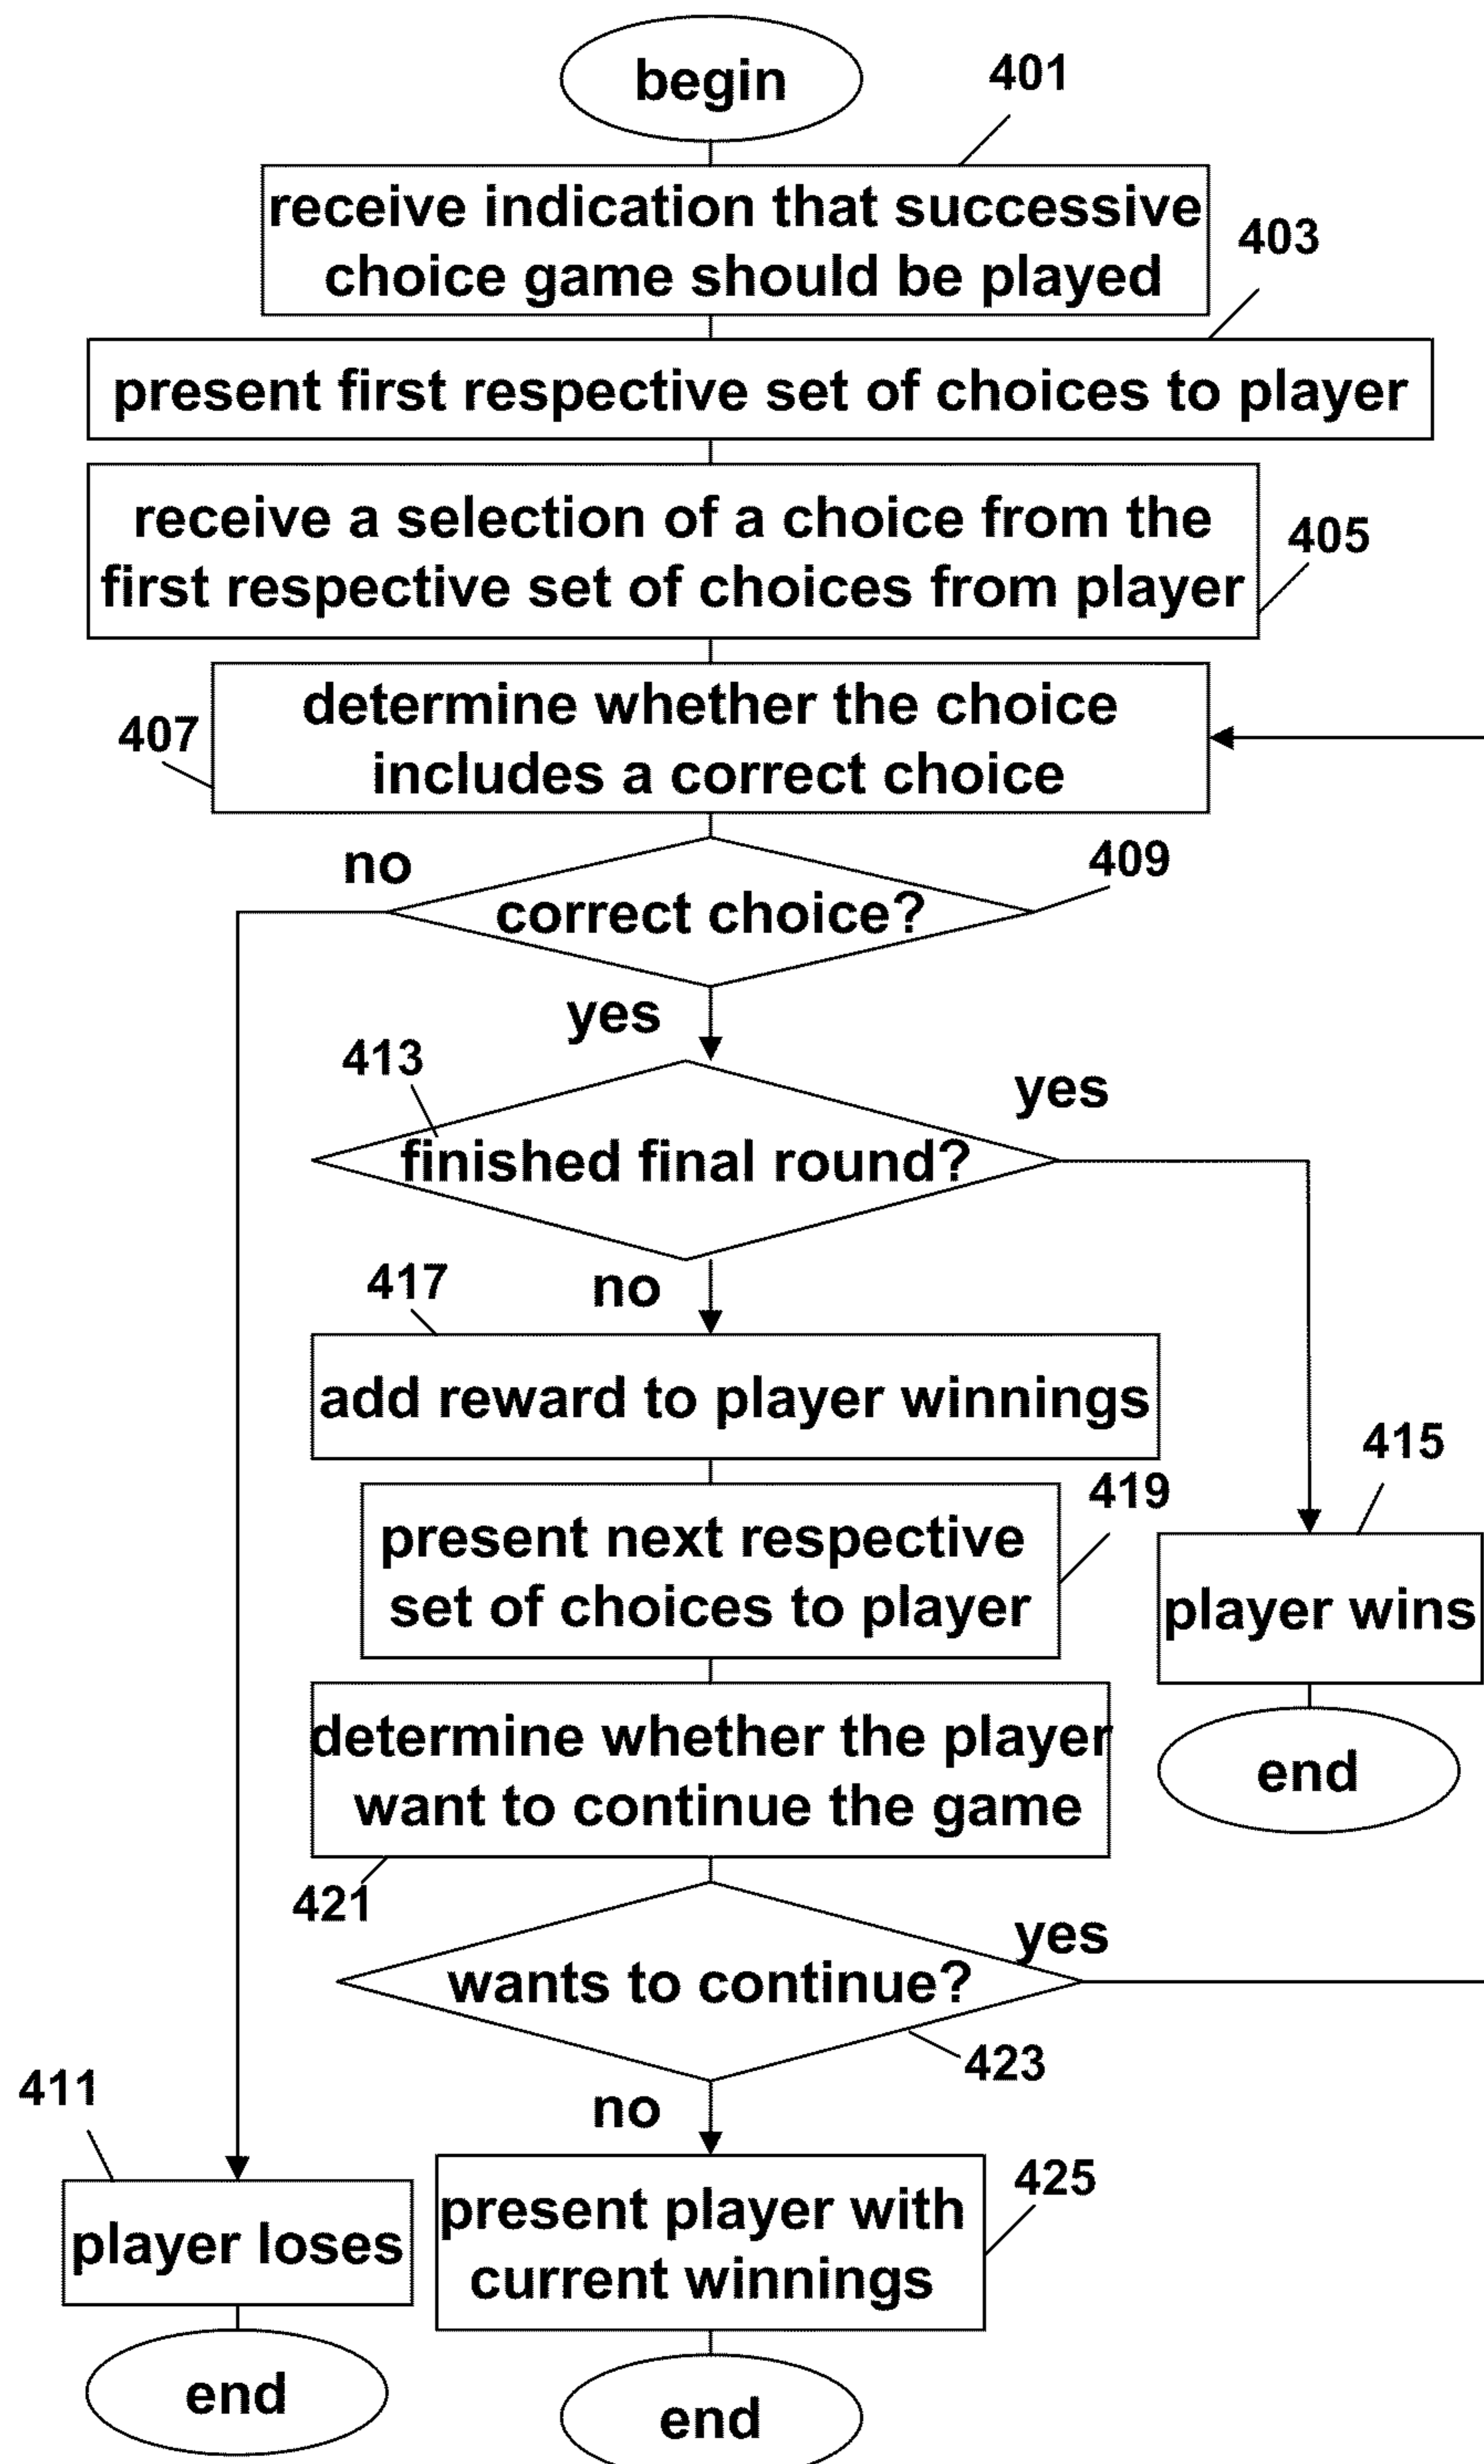 begin
401
receive indication that successive
choice game should be played
403
present first respective set of choices to player
receive a selection of a choice from the
first respective set of choices from player
405
determine whether the choice
includes a correct choice
407
no
correct choice?
409
yes
413
yes
finished final round?
417
no
add reward to player winnings
415
419
present next respective
set of choices to player
player wins
determine whether the player
want to continue the game
end
421
yes
wants to continue?
423
411
no
425
present player with
current winnings
player loses
end
end